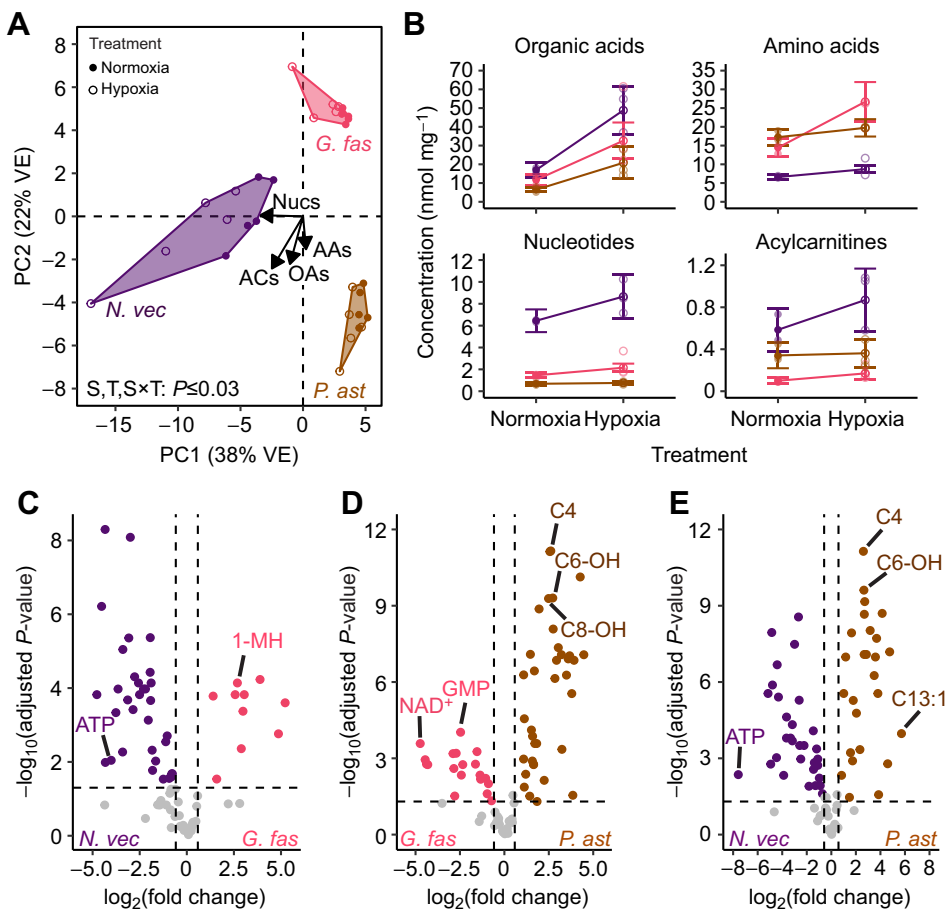 A
8
6
4
2
0
−2
−4
−6
−8
PC2 (22% VE)
Treatment
Normoxia
Hypoxia
G. fas
Nucs
AAs
ACs
OAs
N. vec
P. ast
S,T,S×T: P≤0.03
−15
−10
−5
0
5
PC1 (38% VE)
B
Concentration (nmol mg−1)
Organic acids
70
60
50
40
30
20
10
0
Amino acids
35
30
25
20
15
10
5
0
Nucleotides
12
10
8
6
4
2
0
Acylcarnitines
1.2
0.8
0.4
0
Normoxia
Hypoxia
Normoxia
Hypoxia
Treatment
C
8
6
4
2
0
−log10(adjusted P-value)
1-MH
ATP
N. vec
G. fas
−5.0
−2.5
0
2.5
5.0
log2(fold change)
D
12
9
6
3
0
−log10(adjusted P-value)
C4
C6-OH
C8-OH
GMP
NAD+
G. fas
P. ast
−5.0
−2.5
0
2.5
5.0
log2(fold change)
E
12
9
6
3
0
−log10(adjusted P-value)
C4
C6-OH
C13:1
ATP
N. vec
P. ast
−8
−6
−4
−2
0
2
4
6
8
log2(fold change)